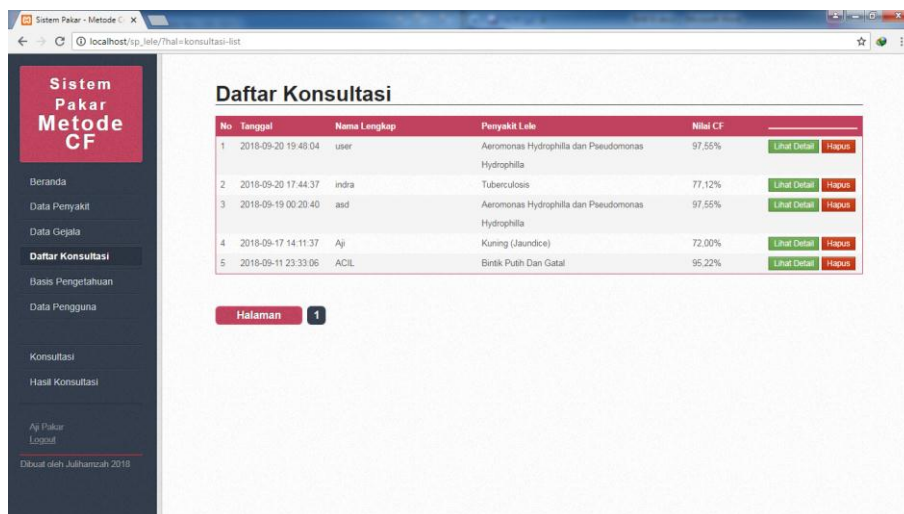 Sistem Pakar - Metode C
localhost/sp_lele/?hal=konsultasi-list
Sistem
Pakar
Metode
CF
Beranda
Data Penyakit
Data Gejala
Daftar Konsultasi
Basis Pengetahuan
Data Pengguna
Konsultasi
Hasil Konsultasi
Aji Pakar
Logout
Dibuat oleh Julihamzah 2018
Daftar Konsultasi
No Tanggal Nama Lengkap Penyakit Lele Nilai CF
1 2018-09-20 19:48:04 user Aeromonas Hydrophilla dan Pseudomonas 97,55% Lihat Detail Hapus
Hydrophilla
2 2018-09-20 17:44:37 indra Tuberculosis 77,12% Lihat Detail Hapus
3 2018-09-19 00:20:40 asd Aeromonas Hydrophilla dan Pseudomonas 97,55% Lihat Detail Hapus
Hydrophilla
4 2018-09-17 14:11:37 Aji Kuning (Jaundice) 72,00% Lihat Detail Hapus
5 2018-09-11 23:33:06 ACIL Bintik Putih Dan Gatal 95,22% Lihat Detail Hapus
Halaman 1